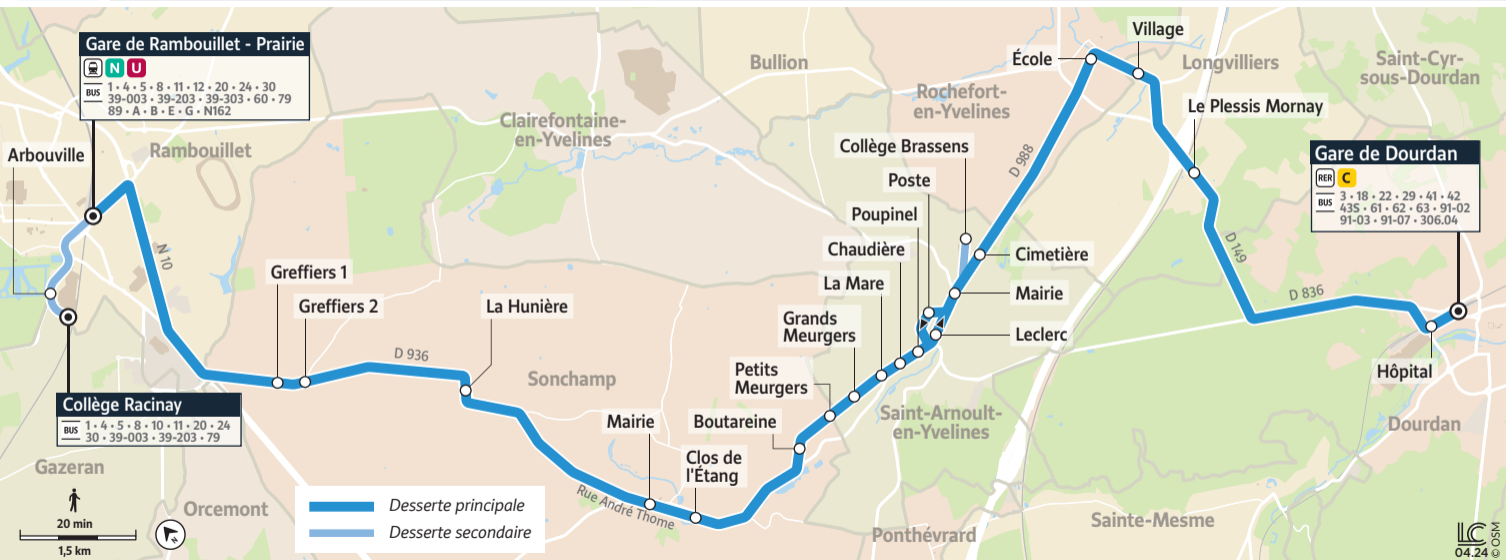 Gare de Rambouillet - Prairie
N U
BUS
1 • 4 • 5 • 8 • 11 • 12 • 20 • 24 • 30
39-003 • 39-203 • 39-303 • 60 • 79
89 • A • B • E • G • N162
Arbouville
Rambouillet
N 10
Collège Racinay
BUS
1 • 4 • 5 • 8 • 10 • 11 • 20 • 24
30 • 39-003 • 39-203 • 79
Gazeran
Orcemont
20 min
1,5 km
Greffiers 1
Greffiers 2
D 936
La Hunière
Clairefontaine-
en-Yvelines
Bullion
Sonchamp
Mairie
Clos de
l'Étang
Rue André Thome
Desserte principale
Desserte secondaire
Boutareine
Petits
Meurgers
Grands
Meurgers
La Mare
Chaudière
Poupinel
Poste
Collège Brassens
Rochefort-
en-Yvelines
École
Village
Longvilliers
Saint-Cyr-
sous-Dourdan
D 988
Le Plessis Mornay
Cimetière
Mairie
Leclerc
Saint-Arnoult-
en-Yvelines
Ponthévrard
Sainte-Mesme
D 149
D 836
Gare de Dourdan
RER C
BUS
3 • 18 • 22 • 29 • 41 • 42
43S • 61 • 62 • 63 • 91-02
91-03 • 91-07 • 306.04
Hôpital
Dourdan
LC
04.24
© OSM